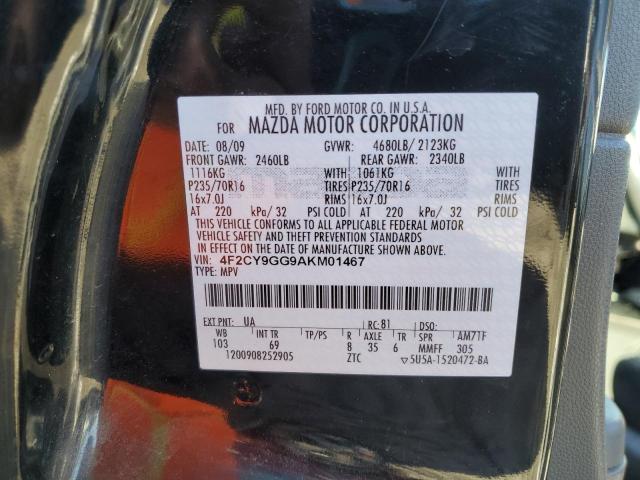 MFD. BY FORD MOTOR CO. IN U.S.A.
FOR MAZDA MOTOR CORPORATION
DATE: 08/09 GVWR: 4680LB/ 2123KG
FRONT GAWR: 2460LB REAR GAWR: 2340LB
1116KG WITH 1061KG WITH
P235/70R16 TIRES P235/70R16 TIRES
16x7.0J RIMS 16x7.0J RIMS
AT 220 kPa/ 32 PSI COLD AT 220 kPa/ 32 PSI COLD
THIS VEHICLE CONFORMS TO ALL APPLICABLE FEDERAL MOTOR
VEHICLE SAFETY AND THEFT PREVENTION STANDARDS IN
EFFECT ON THE DATE OF MANUFACTURE SHOWN ABOVE.
VIN: 4F2CY9GG9AKM01467
TYPE: MPV
EXT PNT: UA RC: 81 DSO:
WB INT TR TP/PS R AXLE TR SPR AM71F
103 69 8 35 6 MMFF 305
1200908252905 ZTC ▽5U5A-1520472-BA